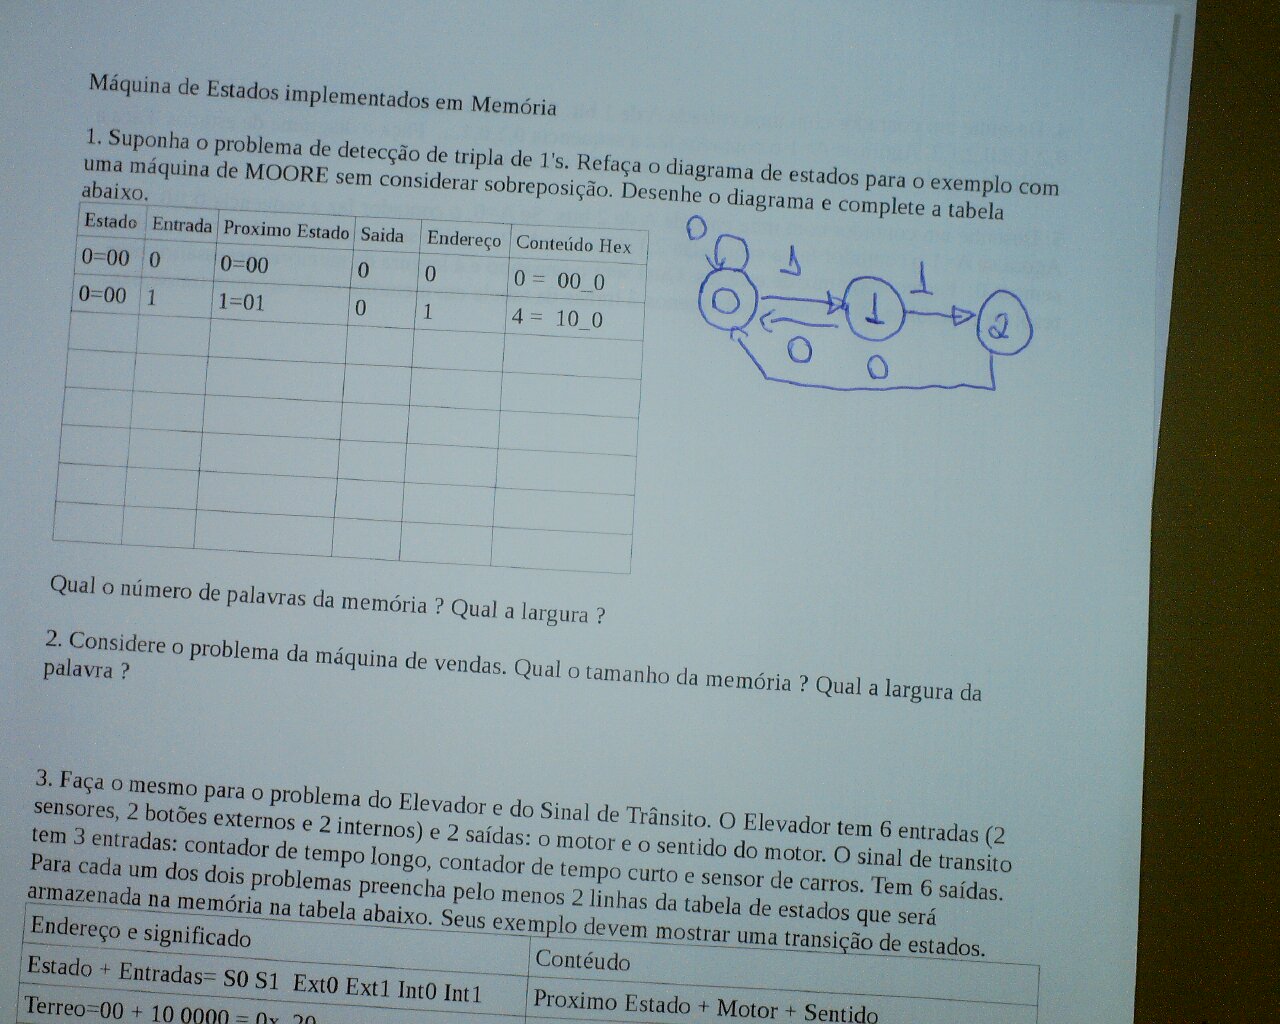 Máquina de Estados implementados em Memória
1. Suponha o problema de detecção de tripla de 1's. Refaça o diagrama de estados para o exemplo com
uma máquina de MOORE sem considerar sobreposição. Desenhe o diagrama e complete a tabela
abaixo.
Estado Entrada Proximo Estado Saida Endereço Conteúdo Hex
0=00 0 0=00 0 0 0 = 00_0
0=00 1 1=01 0 1 4 = 10_0
0 1 1
0 1 2
0 0
Qual o número de palavras da memória ? Qual a largura ?
2. Considere o problema da máquina de vendas. Qual o tamanho da memória ? Qual a largura da
palavra ?
3. Faça o mesmo para o problema do Elevador e do Sinal de Trânsito. O Elevador tem 6 entradas (2
sensores, 2 botões externos e 2 internos) e 2 saídas: o motor e o sentido do motor. O sinal de transito
tem 3 entradas: contador de tempo longo, contador de tempo curto e sensor de carros. Tem 6 saídas.
Para cada um dos dois problemas preencha pelo menos 2 linhas da tabela de estados que será
armazenada na memória na tabela abaixo. Seus exemplo devem mostrar uma transição de estados.
Endereço e significado Contéudo
Estado + Entradas= S0 S1 Ext0 Ext1 Int0 Int1 Proximo Estado + Motor + Sentido
Terreo=00 + 10 0000 = 0x 20